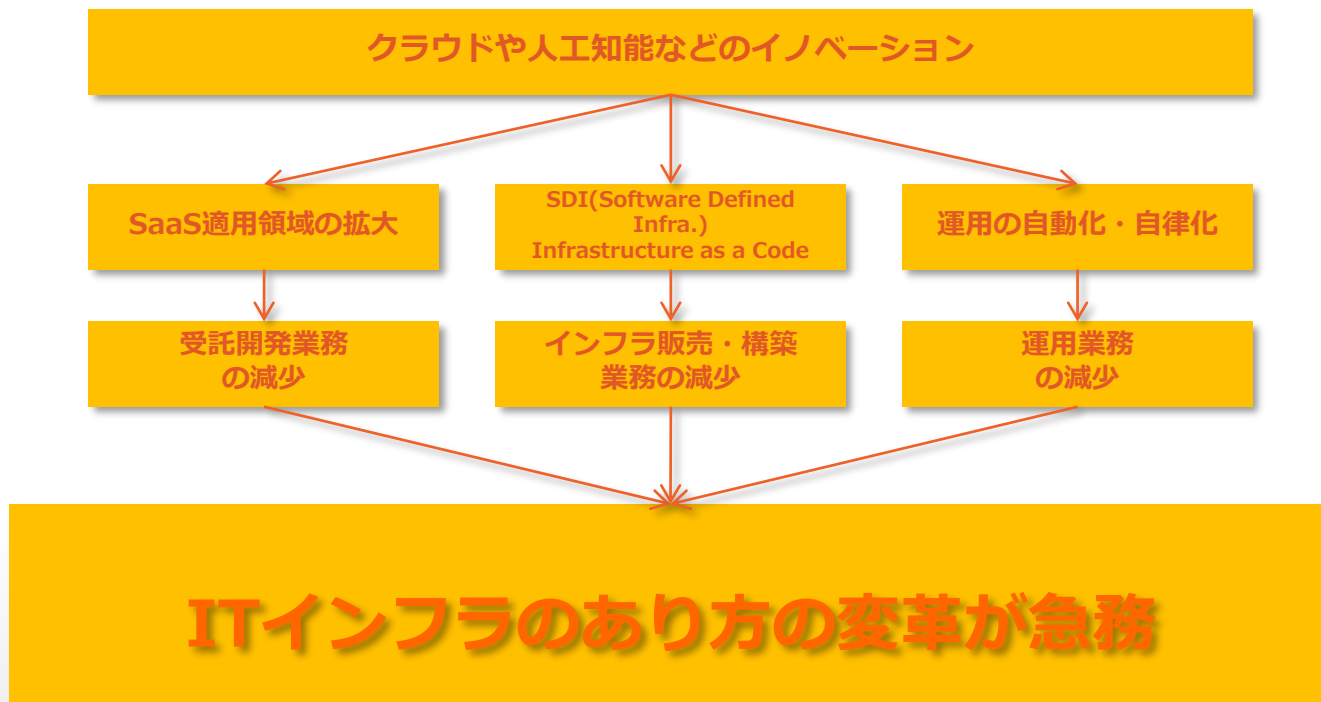 クラウドや人工知能などのイノベーション
SaaS適用領域の拡大
SDI(Software Defined
Infra.)
Infrastructure as a Code
運用の自動化・自律化
受託開発業務
の減少
インフラ販売・構築
業務の減少
運用業務
の減少
ITインフラのあり方の変革が急務